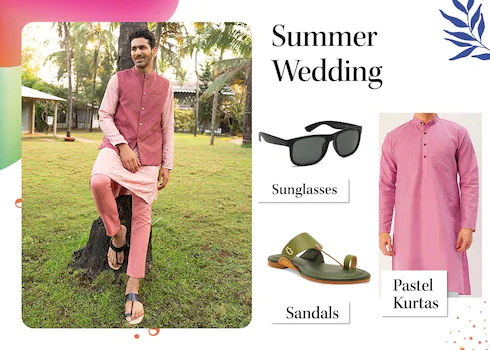 Summer
Wedding
Sunglasses
Sandals
Pastel
Kurtas